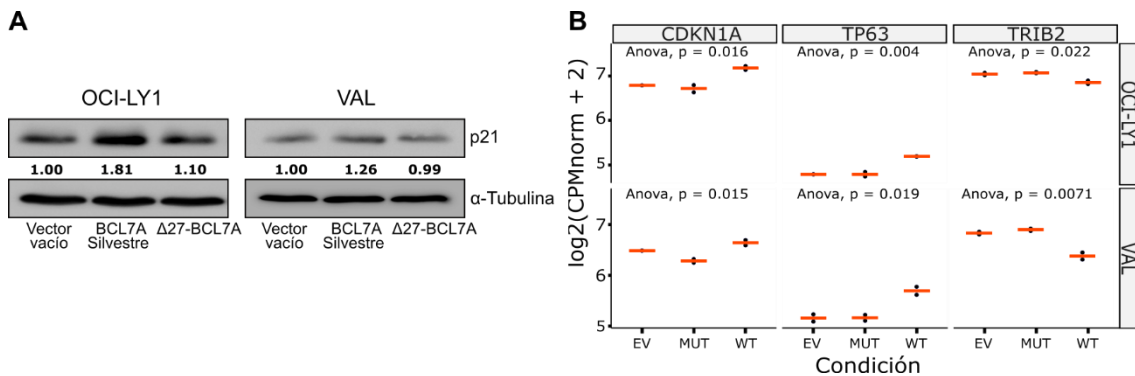 A
OCI-LY1
VAL
p21
1.00 1.81 1.10
1.00 1.26 0.99
α-Tubulina
Vector vacío
BCL7A Silvestre
Δ27-BCL7A
Vector vacío
BCL7A Silvestre
Δ27-BCL7A
B
CDKN1A TP63 TRIB2
Anova, p = 0.016 Anova, p = 0.004 Anova, p = 0.022
7
6
5
OCI-LY1
Anova, p = 0.015 Anova, p = 0.019 Anova, p = 0.0071
7
6
5
VAL
log2(CPMnorm + 2)
EV MUT WT EV MUT WT EV MUT WT
Condición